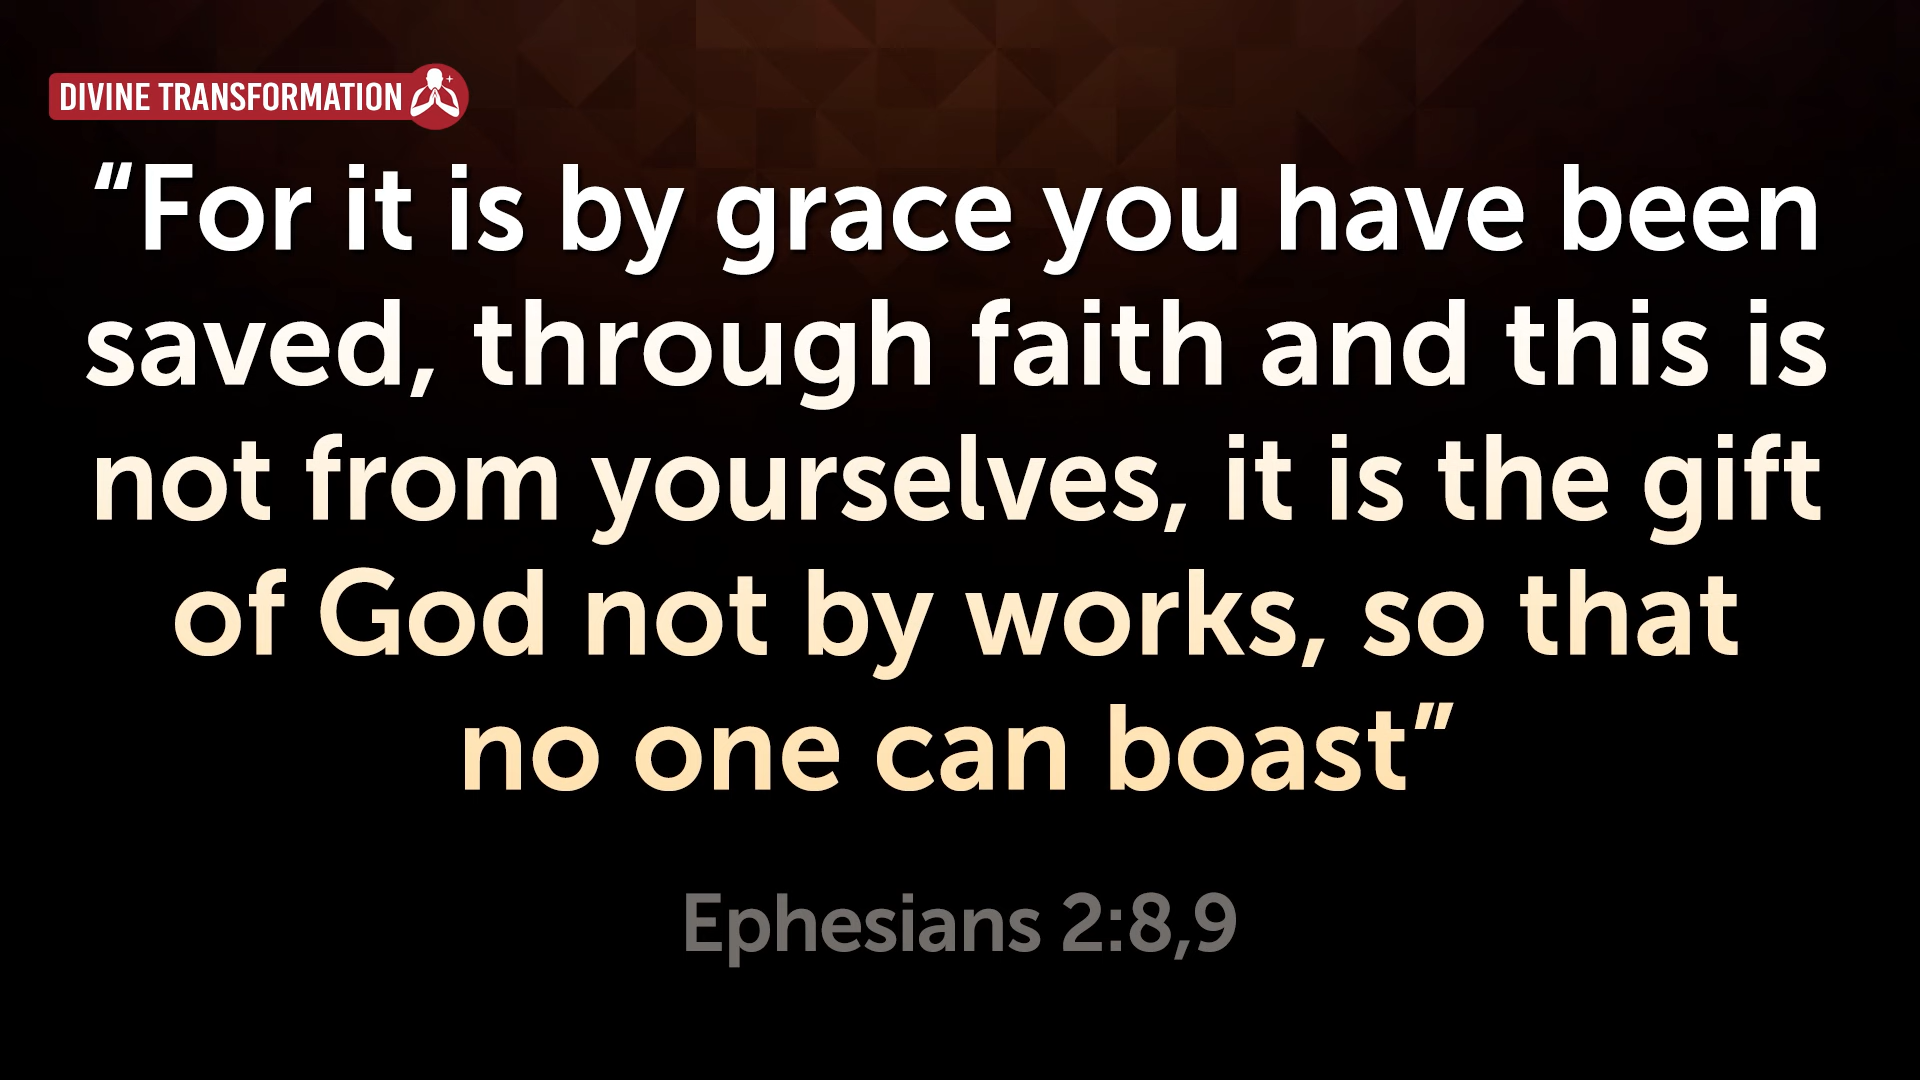 DIVINE TRANSFORMATION
“For it is by grace you have been
saved, through faith and this is
not from yourselves, it is the gift
of God not by works, so that
no one can boast”
Ephesians 2:8,9